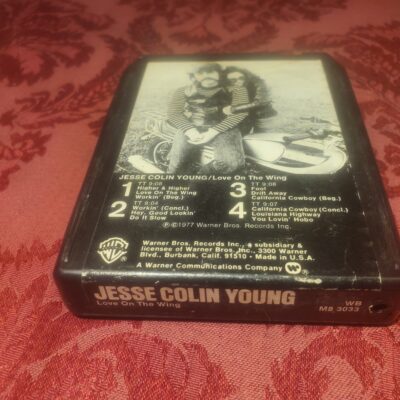 JESSE COLIN YOUNG/Love On The Wing
1 TT 9:08
Higher & Higher
Love On The Wing
Workin' (Beg.)
2 TT 9:04
Workin' (Concl.)
Hey, Good Lookin'
Do It Slow
3 TT 9:08
Fool
Drift Away
California Cowboy (Beg.)
4 TT 9:07
California Cowboy (Concl.)
Louisiana Highway
You Lovin' Hobo
℗©1977 Warner Bros. Records Inc.
Warner Bros. Records Inc., a subsidiary &
licensee of Warner Bros. Inc., 3300 Warner
Blvd., Burbank, Calif. 91510 • Made in U.S.A.
A Warner Communications Company
JESSE COLIN YOUNG
Love On The Wing
WB
M8 3033